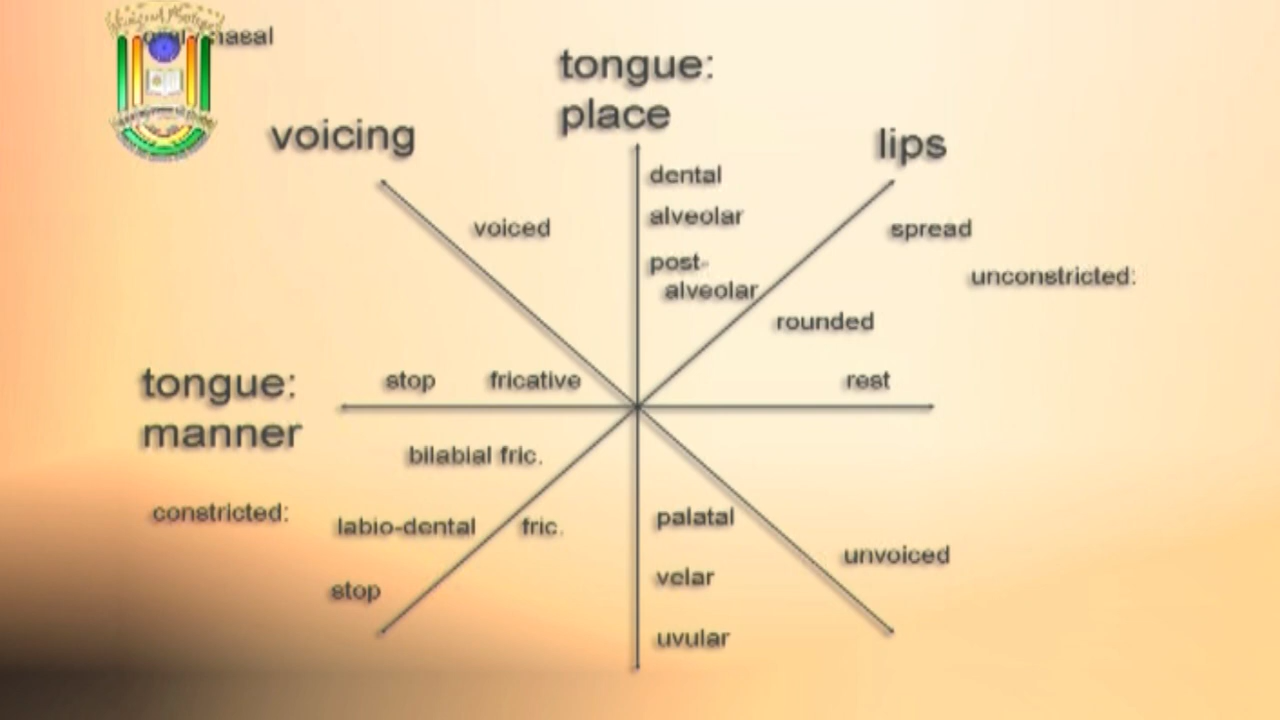 nasal
tongue:
place
voicing
lips
dental
alveolar
voiced
spread
post-
alveolar
unconstricted:
rounded
tongue:
manner
stop fricative
rest
bilabial fric.
constricted:
labio-dental fric.
palatal
unvoiced
stop
velar
uvular